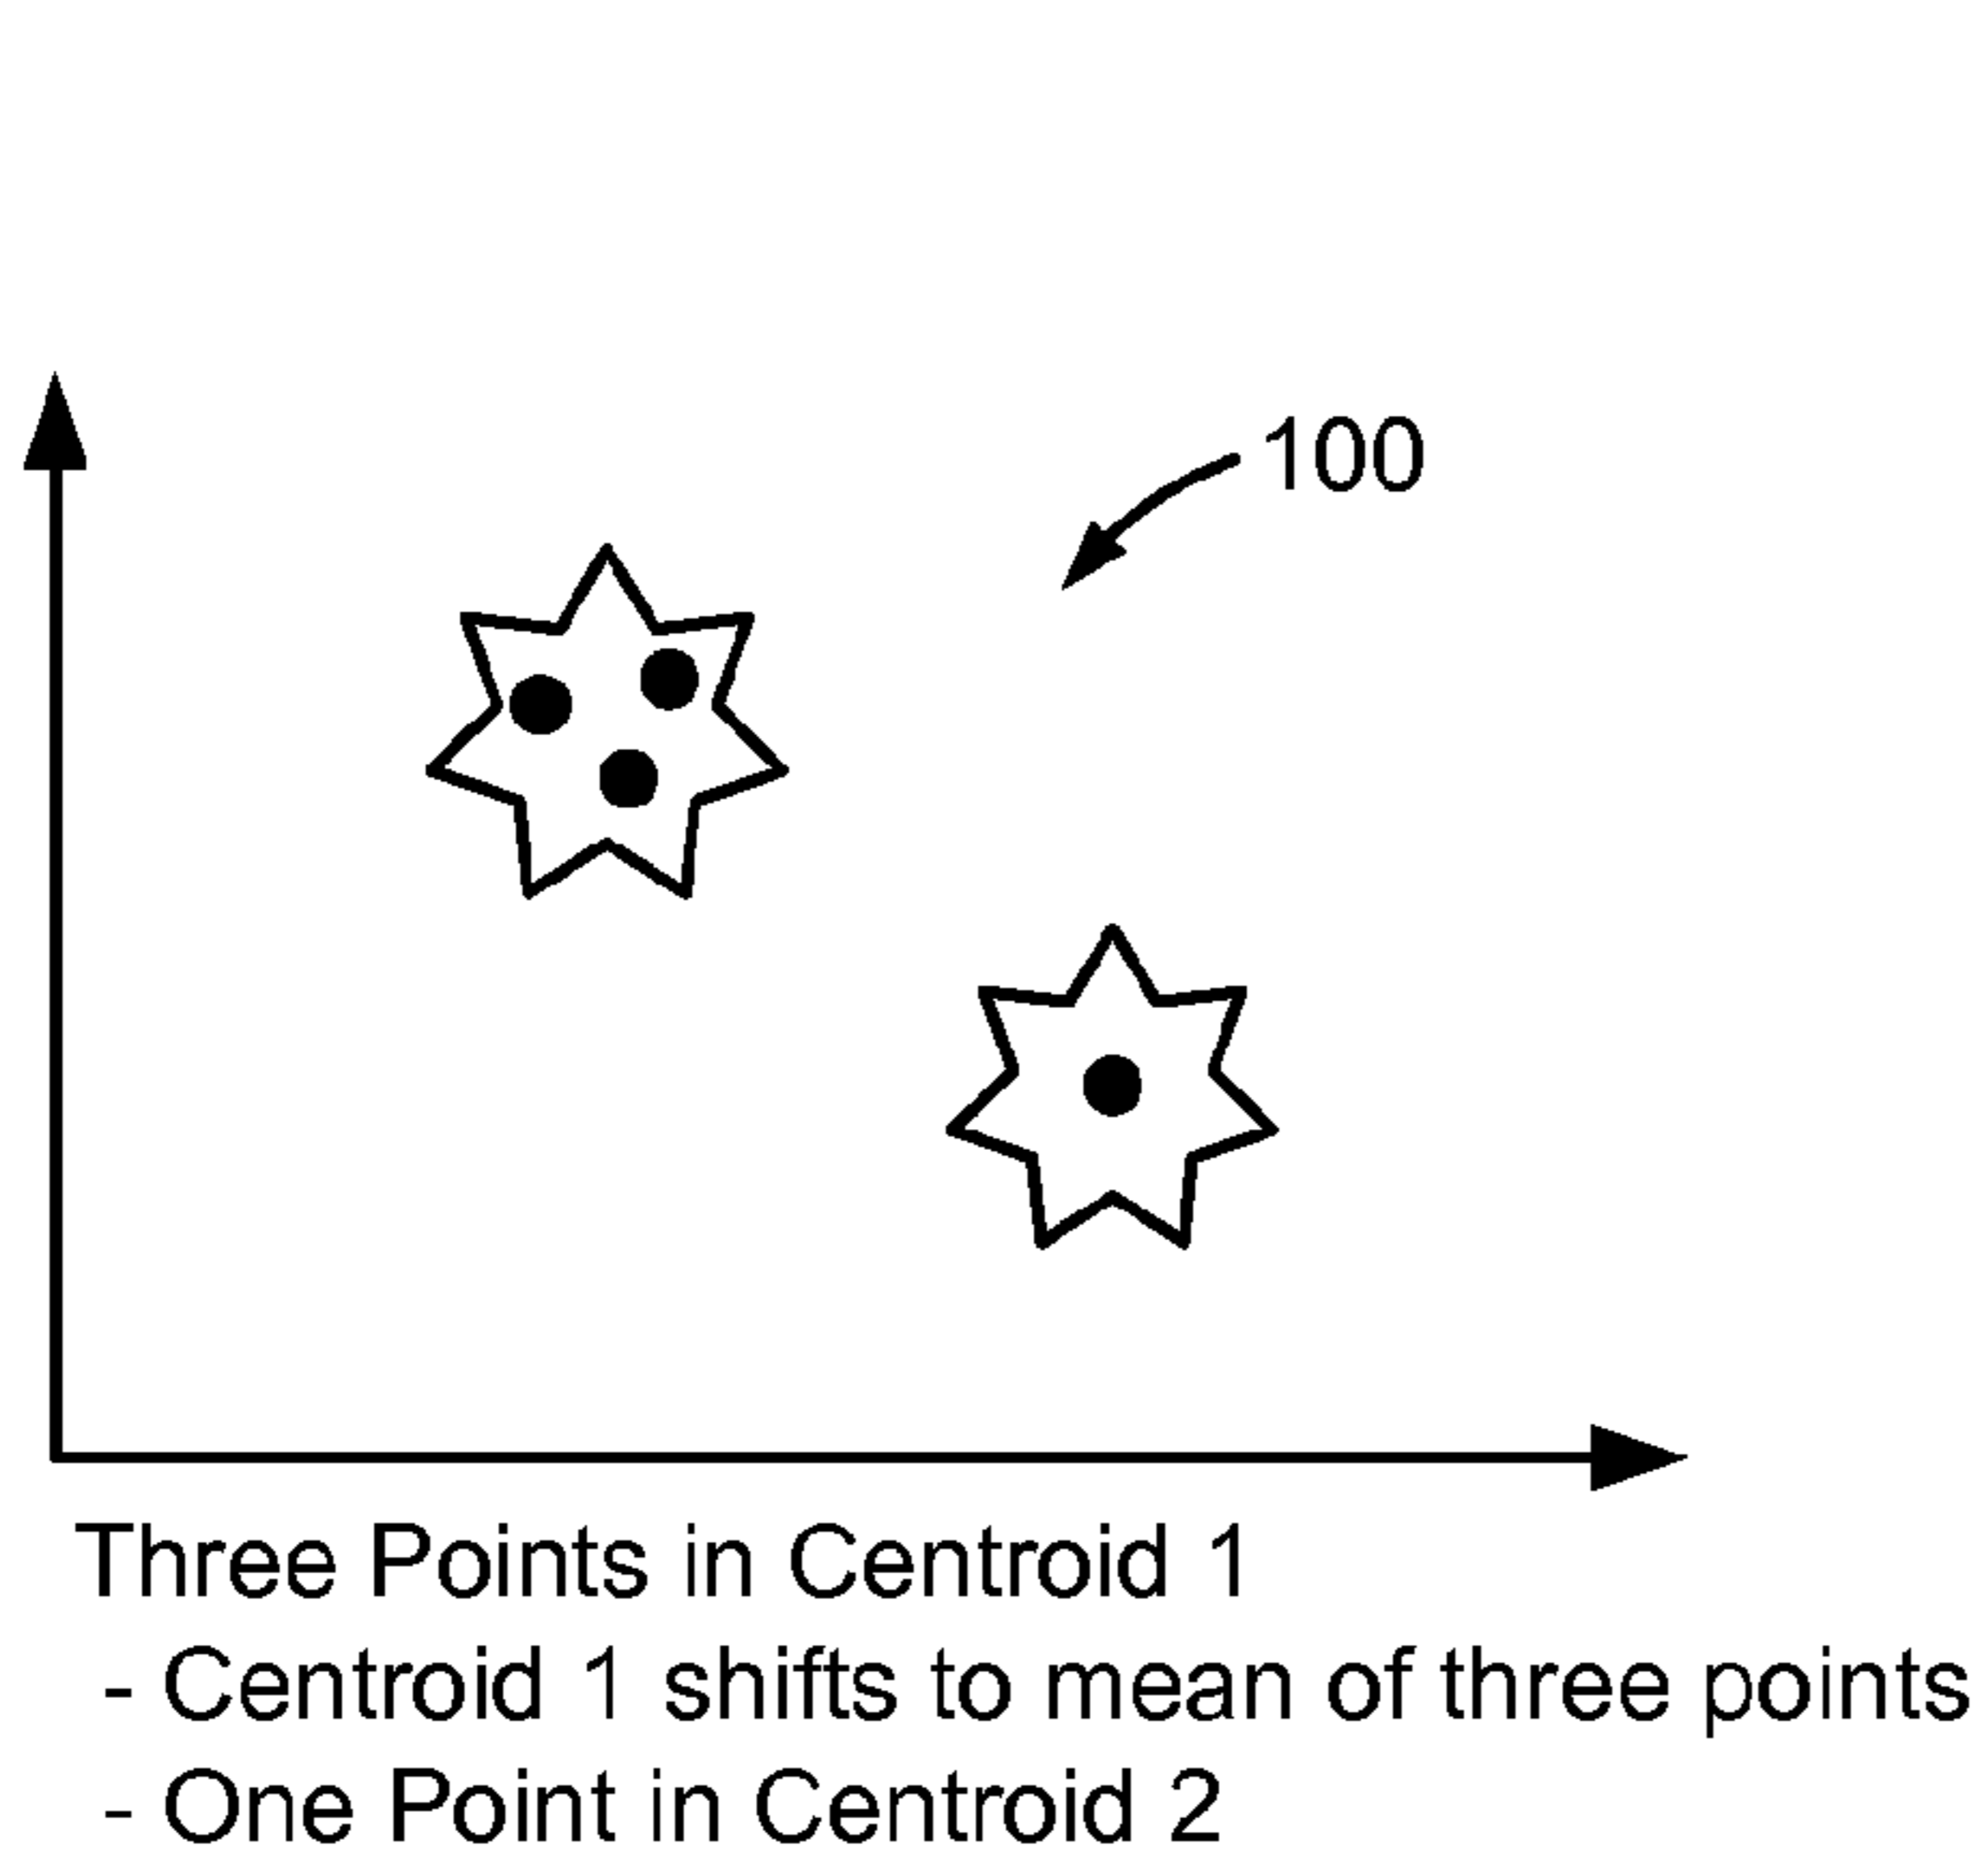 100
Three Points in Centroid 1
- Centroid 1 shifts to mean of three points
- One Point in Centroid 2